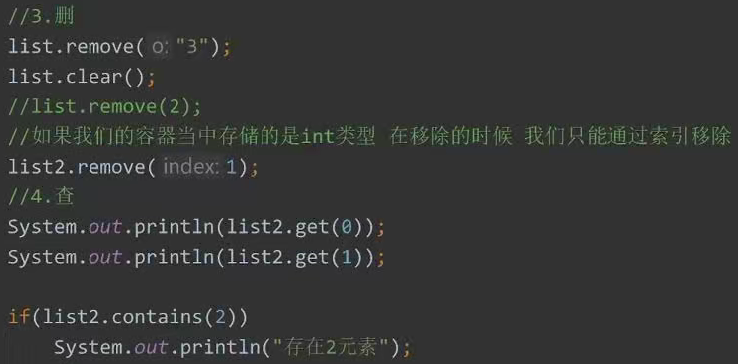 //3.删
list.remove( o: "3");
list.clear();
//list.remove(2);
//如果我们的容器当中存储的是int类型 在移除的时候 我们只能通过索引移除
list2.remove( index: 1);
//4.查
System.out.println(list2.get(0));
System.out.println(list2.get(1));
if(list2.contains(2))
System.out.println("存在2元素");